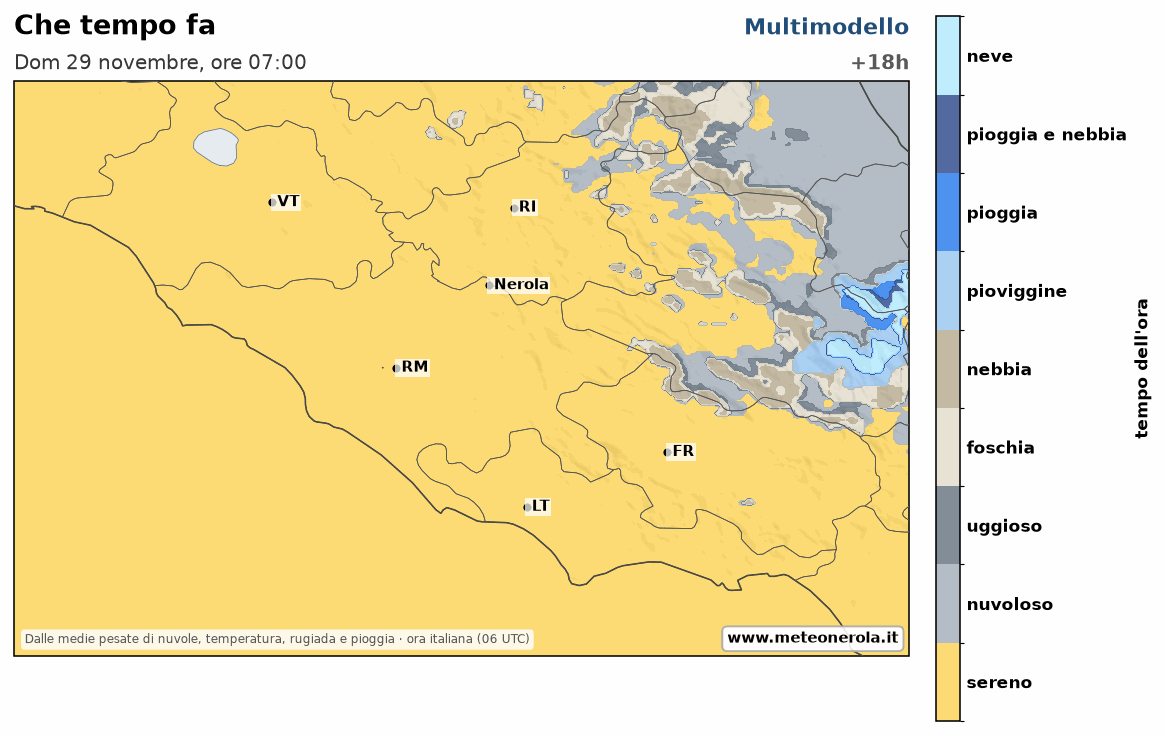 Che tempo fa
Multimodello
Dom 29 novembre, ore 07:00
+18h
neve
pioggia e nebbia
pioggia
pioviggine
nebbia
foschia
uggioso
nuvoloso
sereno
tempo dell'ora
VT
RI
Nerola
RM
FR
LT
Dalle medie pesate di nuvole, temperatura, rugiada e pioggia · ora italiana (06 UTC)
www.meteonerola.it